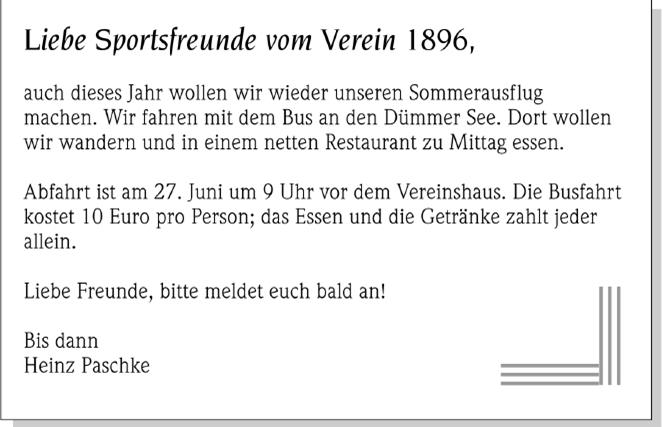 Liebe Sportsfreunde vom Verein 1896,
auch dieses Jahr wollen wir wieder unseren Sommerausflug
machen. Wir fahren mit dem Bus an den Dümmer See. Dort wollen
wir wandern und in einem netten Restaurant zu Mittag essen.
Abfahrt ist am 27. Juni um 9 Uhr vor dem Vereinshaus. Die Busfahrt
kostet 10 Euro pro Person; das Essen und die Getränke zahlt jeder
allein.
Liebe Freunde, bitte meldet euch bald an!
Bis dann
Heinz Paschke